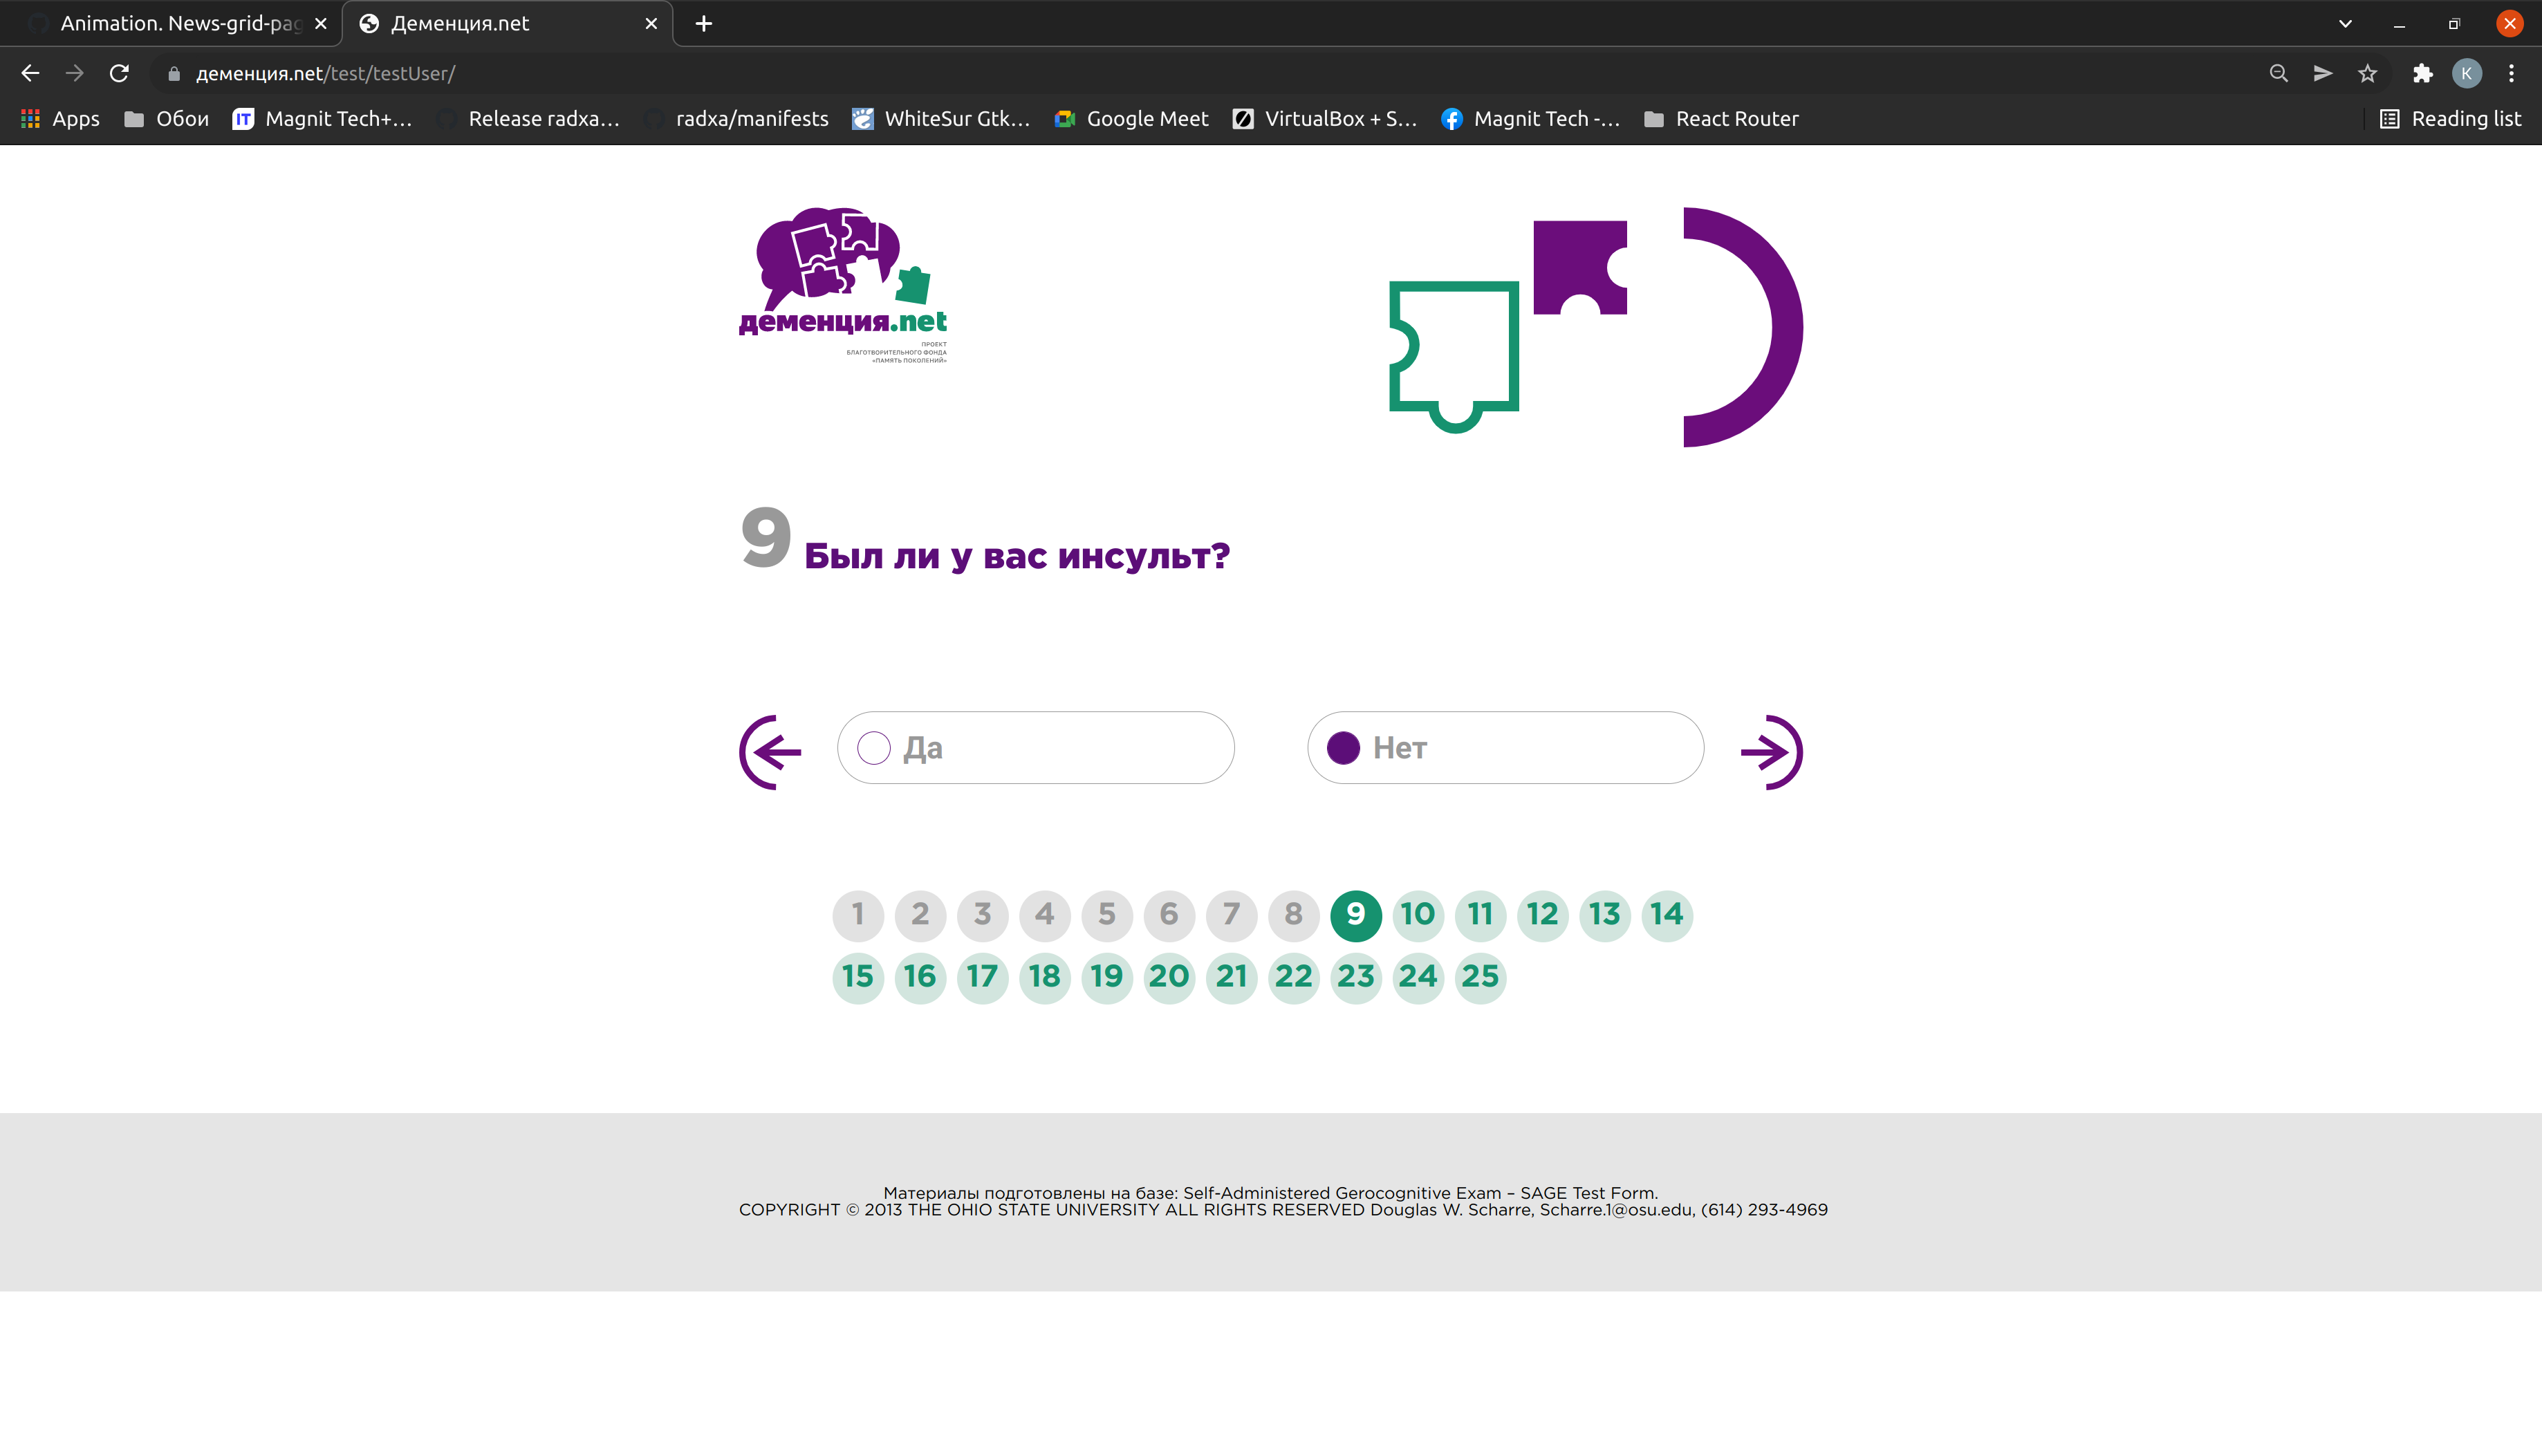 Animation. News-grid-pag
Деменция.net
деменция.net/test/testUser/
K
Apps
Обои
IT
Magnit Tech+...
Release radxa...
radxa/manifests
WhiteSur Gtk...
Google Meet
VirtualBox + S...
Magnit Tech -...
React Router
Reading list
деменция.net
ПРОЕКТ
БЛАГОТВОРИТЕЛЬНОГО ФОНДА
«ПАМЯТЬ ПОКОЛЕНИЙ»
9 Был ли у вас инсульт?
Да
Нет
1 2 3 4 5 6 7 8 9 10 11 12 13 14
15 16 17 18 19 20 21 22 23 24 25
Материалы подготовлены на базе: Self-Administered Gerocognitive Exam – SAGE Test Form.
COPYRIGHT © 2013 THE OHIO STATE UNIVERSITY ALL RIGHTS RESERVED Douglas W. Scharre, Scharre.1@osu.edu, (614) 293-4969